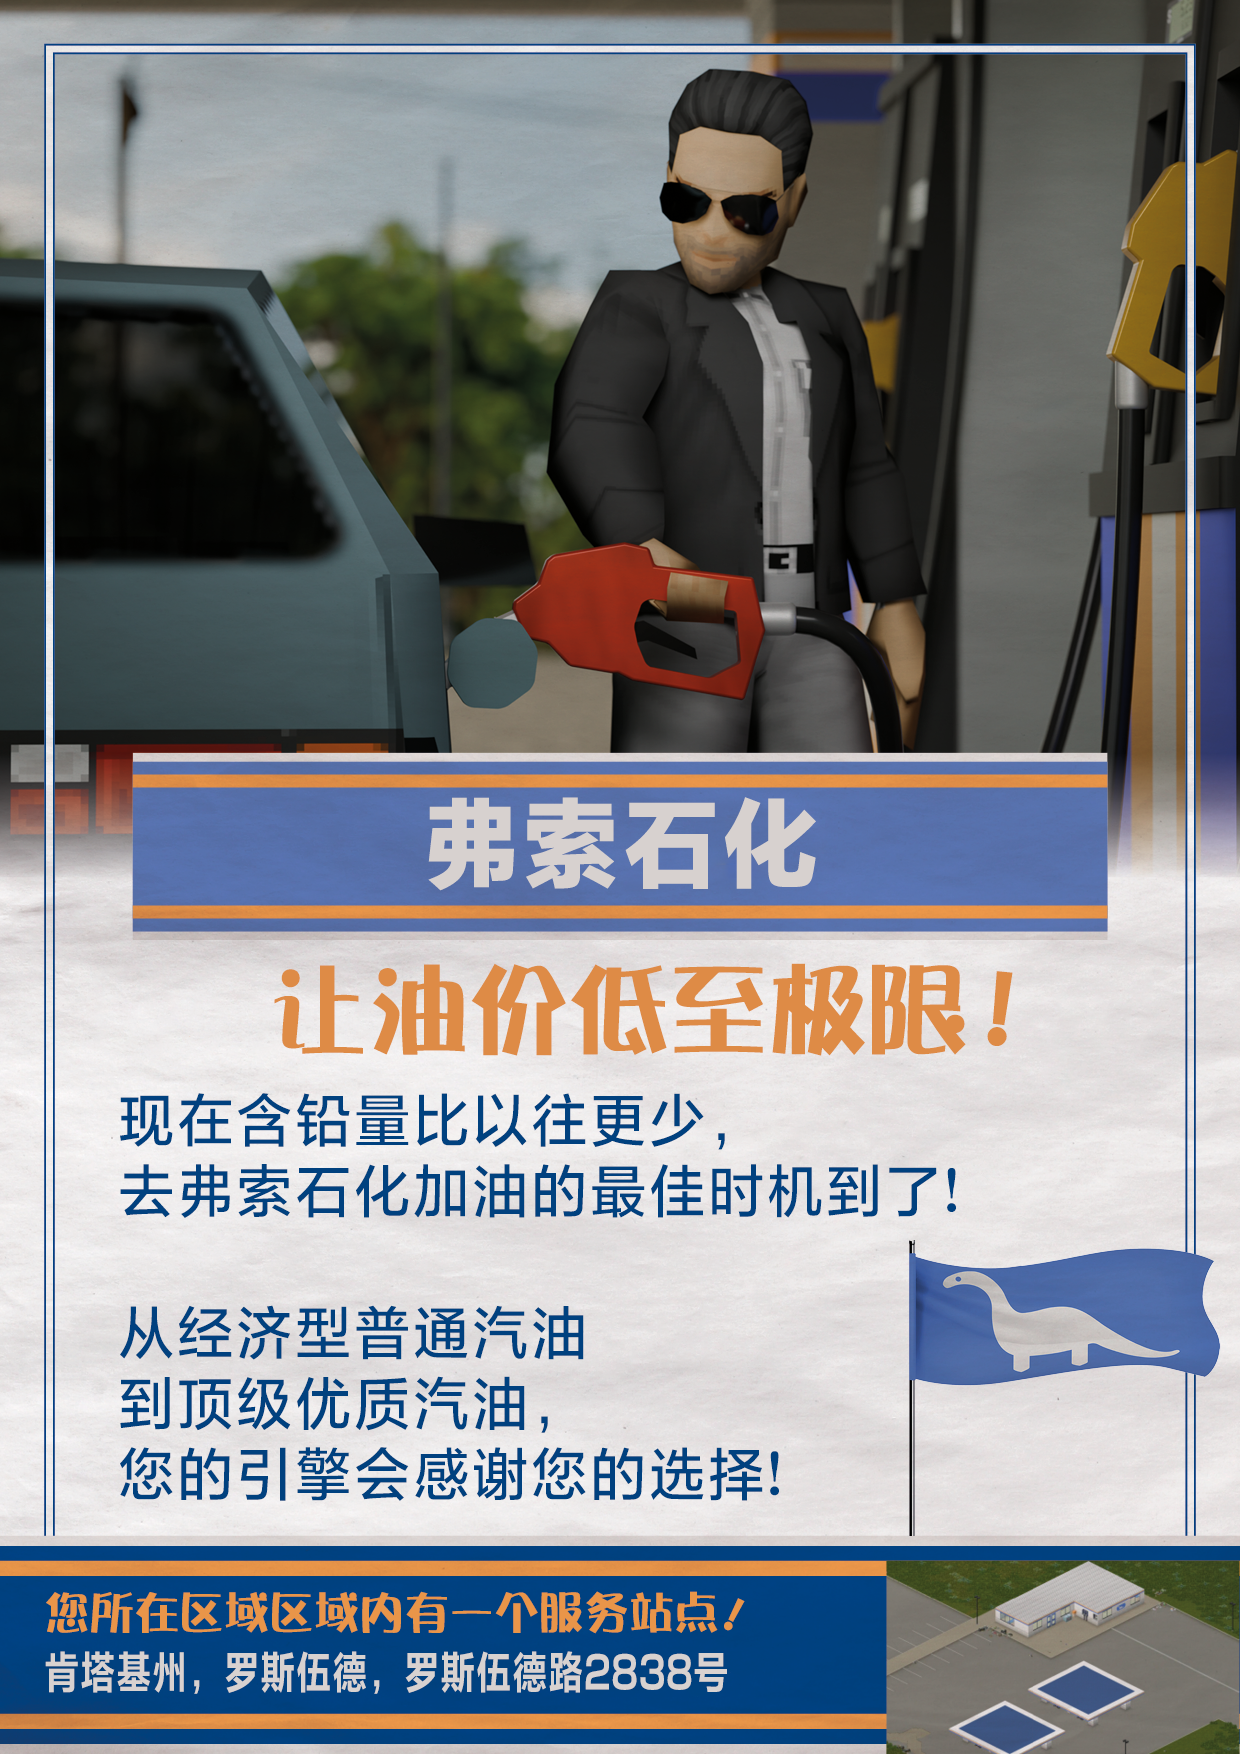 弗索石化
让油价低至极限！
现在含铅量比以往更少，
去弗索石化加油的最佳时机到了！
从经济型普通汽油
到顶级优质汽油，
您的引擎会感谢您的选择！
您所在区域区域内有一个服务站点！
肯塔基州，罗斯伍德，罗斯伍德路2838号